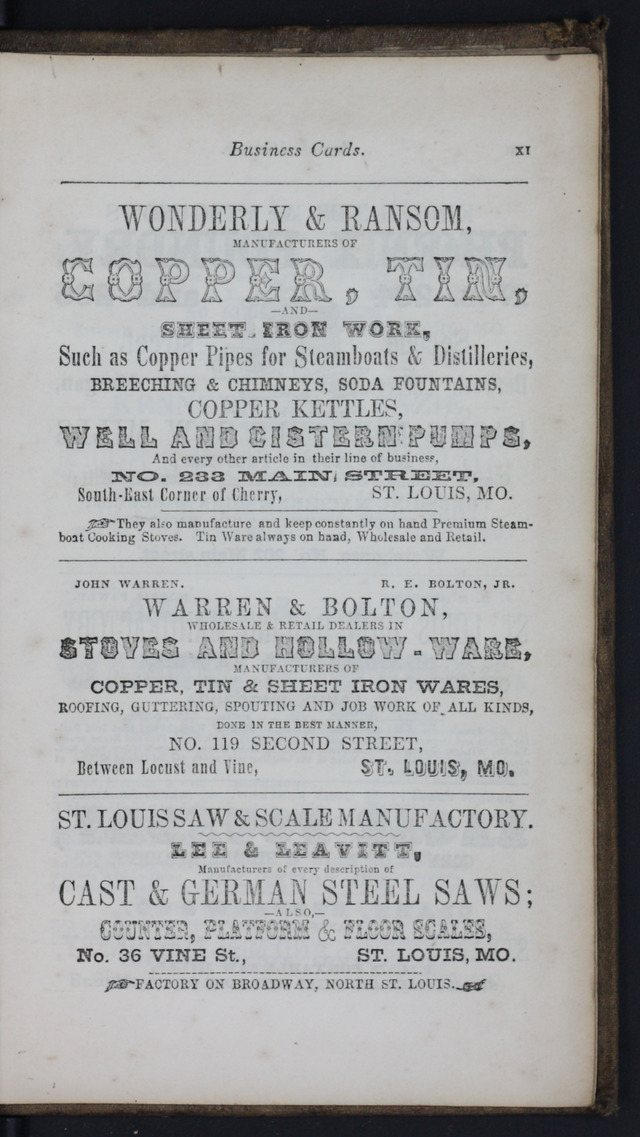 Business Cards. XI
WONDERLY & RANSOM,
MANUFACTURERS OF
COPPER, TIN,
—AND—
SHEET IRON WORK,
Such as Copper Pipes for Steamboats & Distilleries,
BREECHING & CHIMNEYS, SODA FOUNTAINS,
COPPER KETTLES,
WELL AND CISTERN PUMPS,
And every other article in their line of business,
NO. 233 MAIN STREET,
South-East Corner of Cherry, ST. LOUIS, MO.
☞They also manufacture and keep constantly on hand Premium Steam-
boat Cooking Stoves. Tin Ware always on hand, Wholesale and Retail.
JOHN WARREN. R. E. BOLTON, JR.
WARREN & BOLTON,
WHOLESALE & RETAIL DEALERS IN
STOVES AND HOLLOW-WARE,
MANUFACTURERS OF
COPPER, TIN & SHEET IRON WARES,
ROOFING, GUTTERING, SPOUTING AND JOB WORK OF ALL KINDS,
DONE IN THE BEST MANNER,
NO. 119 SECOND STREET,
Between Locust and Vine, ST. LOUIS, MO.
ST. LOUIS SAW & SCALE MANUFACTORY.
LEE & LEAVITT,
Manufacturers of every description of
CAST & GERMAN STEEL SAWS;
—ALSO,—
COUNTER, PLATFORM & FLOOR SCALES,
No. 36 VINE St., ST. LOUIS, MO.
☞FACTORY ON BROADWAY, NORTH ST. LOUIS.☜